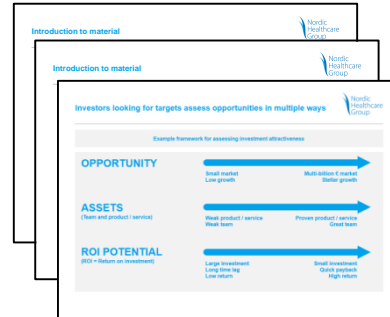 Introduction to material
Nordic
Healthcare
Group
Introduction to material
Nordic
Healthcare
Group
Investors looking for targets assess opportunities in multiple ways
Nordic
Healthcare
Group
Example framework for assessing investment attractiveness
OPPORTUNITY
Small market
Low growth
Multi-billion € market
Stellar growth
ASSETS
(Team and product / service)
Weak product / service
Weak team
Proven product / service
Great team
ROI POTENTIAL
(ROI = Return on investment)
Large investment
Long time lag
Low return
Small investment
Quick payback
High return